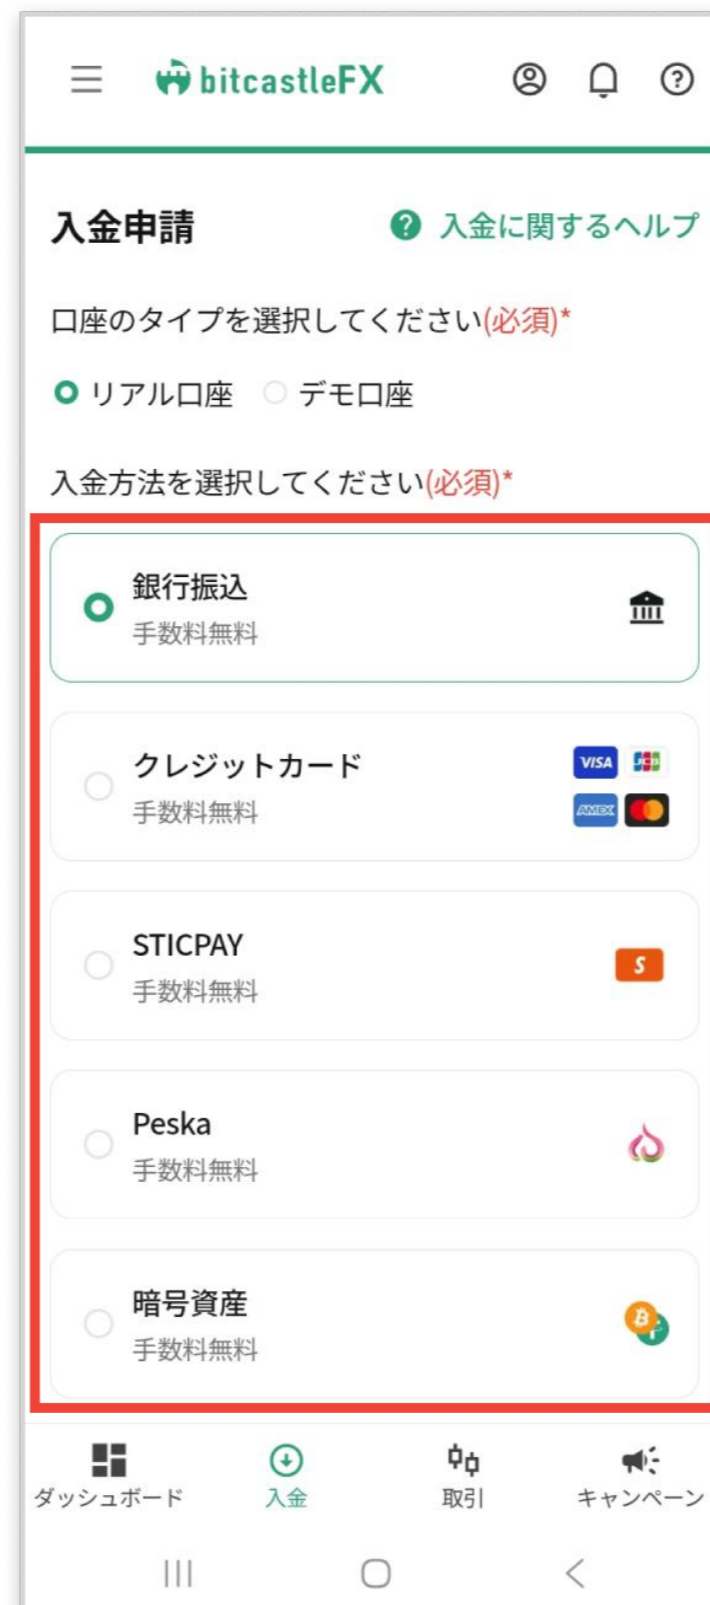 bitcastleFX
入金申請
入金に関するヘルプ
口座のタイプを選択してください(必須)*
リアル口座 デモ口座
入金方法を選択してください(必須)*
銀行振込
手数料無料
クレジットカード
手数料無料
VISA JCB
AMEX
STICPAY
手数料無料
S
Peska
手数料無料
暗号資産
手数料無料
ダッシュボード 入金 取引 キャンペーン